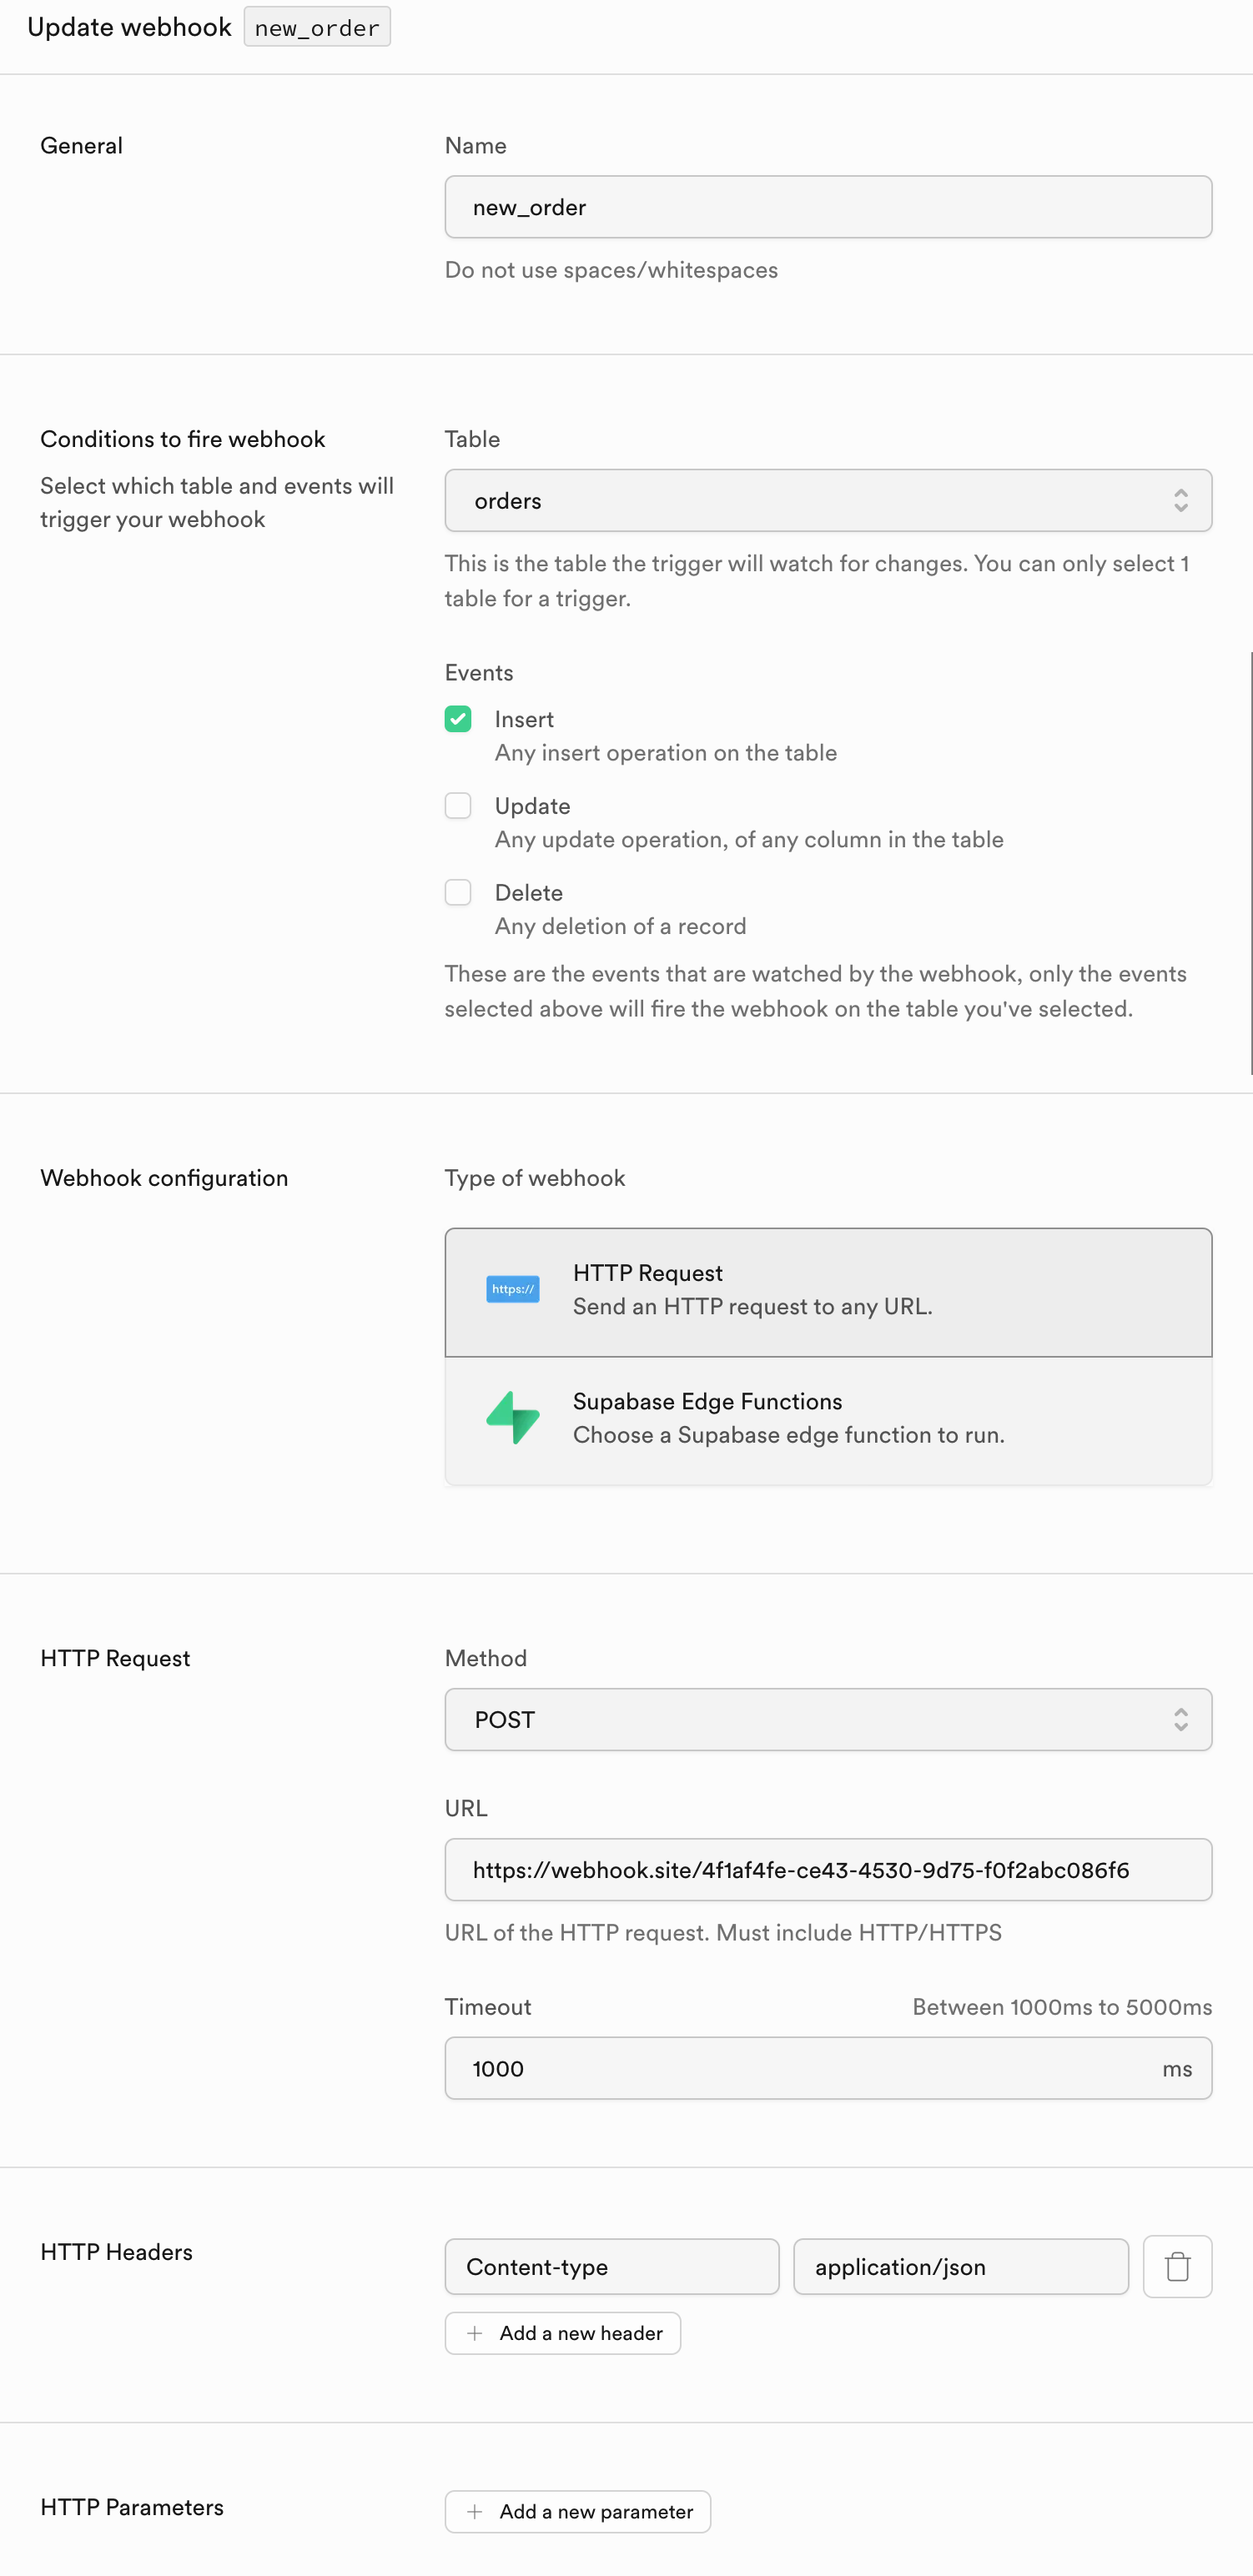 Update webhook new_order
General
Name
new_order
Do not use spaces/whitespaces
Conditions to fire webhook
Select which table and events will
trigger your webhook
Table
orders
This is the table the trigger will watch for changes. You can only select 1
table for a trigger.
Events
Insert
Any insert operation on the table
Update
Any update operation, of any column in the table
Delete
Any deletion of a record
These are the events that are watched by the webhook, only the events
selected above will fire the webhook on the table you've selected.
Webhook configuration
Type of webhook
https://
HTTP Request
Send an HTTP request to any URL.
Supabase Edge Functions
Choose a Supabase edge function to run.
HTTP Request
Method
POST
URL
https://webhook.site/4f1af4fe-ce43-4530-9d75-f0f2abc086f6
URL of the HTTP request. Must include HTTP/HTTPS
Timeout
Between 1000ms to 5000ms
1000
ms
HTTP Headers
Content-type
application/json
Add a new header
HTTP Parameters
Add a new parameter